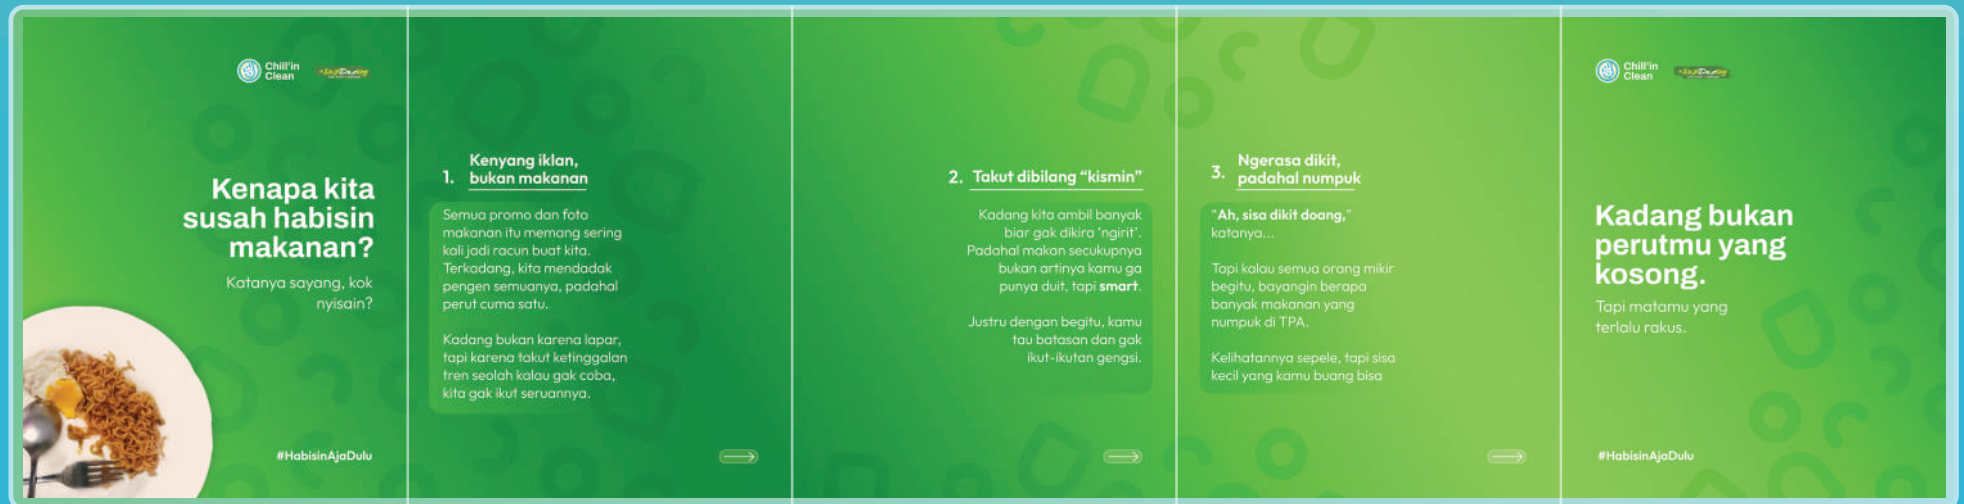 Chill'in
Clean
Kenapa kita
susah habisin
makanan?
Katanya sayang, kok
nyisain?
#HabisinAjaDulu
1. Kenyang iklan,
bukan makanan
Semua promo dan foto
makanan itu memang sering
kali jadi racun buat kita.
Terkadang, kita mendadak
pengen semuanya, padahal
perut cuma satu.
Kadang bukan karena lapar,
tapi karena takut ketinggalan
tren seolah kalau gak coba,
kita gak ikut seruannya.
2. Takut dibilang “kismin”
Kadang kita ambil banyak
biar gak dikira ‘ngirit’.
Padahal makan secukupnya
bukan artinya kamu ga
punya duit, tapi smart.
Justru dengan begitu, kamu
tau batasan dan gak
ikut-ikutan gengsi.
3. Ngerasa dikit,
padahal numpuk
“Ah, sisa dikit doang,”
katanya...
Tapi kalau semua orang mikir
begitu, bayangin berapa
banyak makanan yang
numpuk di TPA.
Kelihatannya sepele, tapi sisa
kecil yang kamu buang bisa
Chill'in
Clean
Kadang bukan
perutmu yang
kosong.
Tapi matamu yang
terlalu rakus.
#HabisinAjaDulu